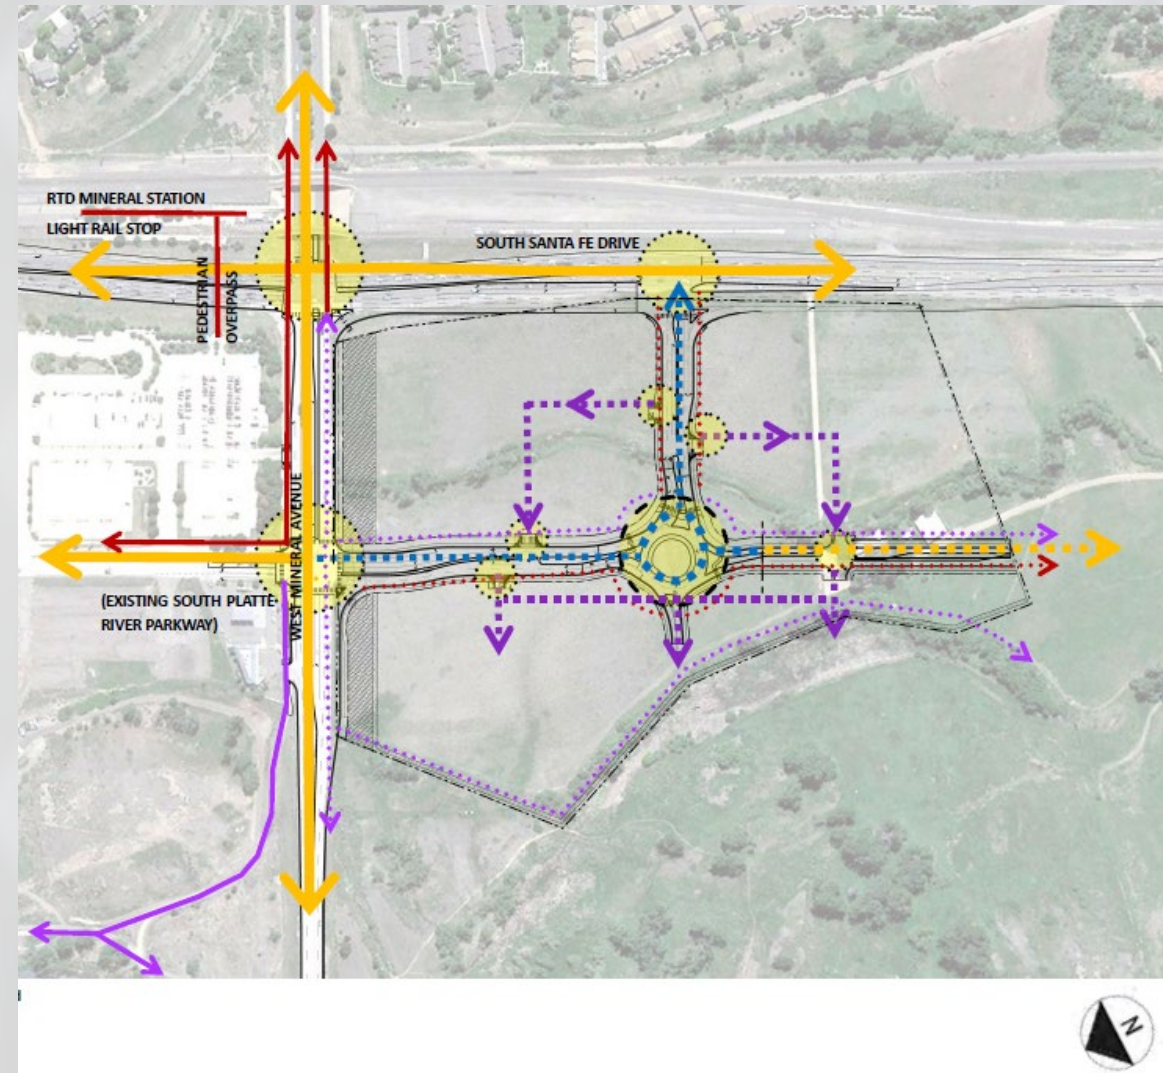 RTD MINERAL STATION
LIGHT RAIL STOP
SOUTH SANTA FE DRIVE
PEDESTRIAN
OVERPASS
WEST MINERAL AVENUE
(EXISTING SOUTH PLATTE
RIVER PARKWAY)
N